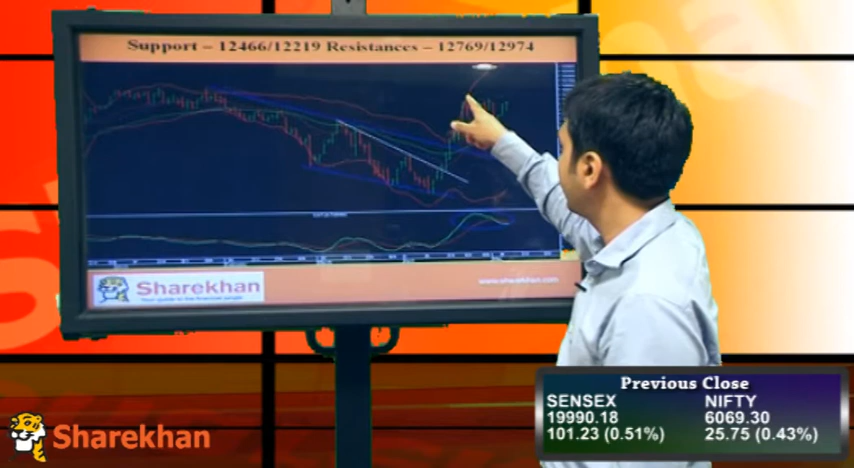 Support – 12466/12219 Resistances – 12769/12974
Sharekhan
Your guide to the financial jungle
www.sharekhan.com
Previous Close
SENSEX NIFTY
19990.18 6069.30
101.23 (0.51%) 25.75 (0.43%)
Sharekhan